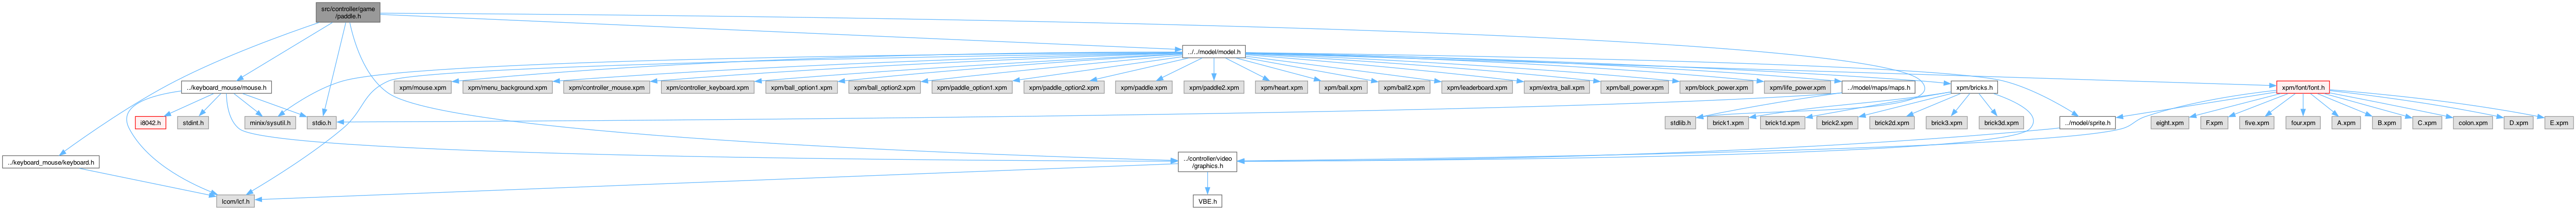 src/controller/game
/paddle.h
../../model/model.h
../keyboard_mouse/mouse.h
xpm/mouse.xpm
xpm/menu_background.xpm
xpm/controller_mouse.xpm
xpm/controller_keyboard.xpm
xpm/ball_option1.xpm
xpm/ball_option2.xpm
xpm/paddle_option1.xpm
xpm/paddle_option2.xpm
xpm/paddle.xpm
xpm/paddle2.xpm
xpm/heart.xpm
xpm/ball.xpm
xpm/ball2.xpm
xpm/leaderboard.xpm
xpm/extra_ball.xpm
xpm/ball_power.xpm
xpm/block_power.xpm
xpm/life_power.xpm
../model/maps/maps.h
xpm/bricks.h
xpm/font/font.h
i8042.h
stdint.h
minix/sysutil.h
stdio.h
stdlib.h
brick1.xpm
brick1d.xpm
brick2.xpm
brick2d.xpm
brick3.xpm
brick3d.xpm
../model/sprite.h
eight.xpm
F.xpm
five.xpm
four.xpm
A.xpm
B.xpm
C.xpm
colon.xpm
D.xpm
E.xpm
../keyboard_mouse/keyboard.h
../controller/video
/graphics.h
lcom/lcf.h
VBE.h